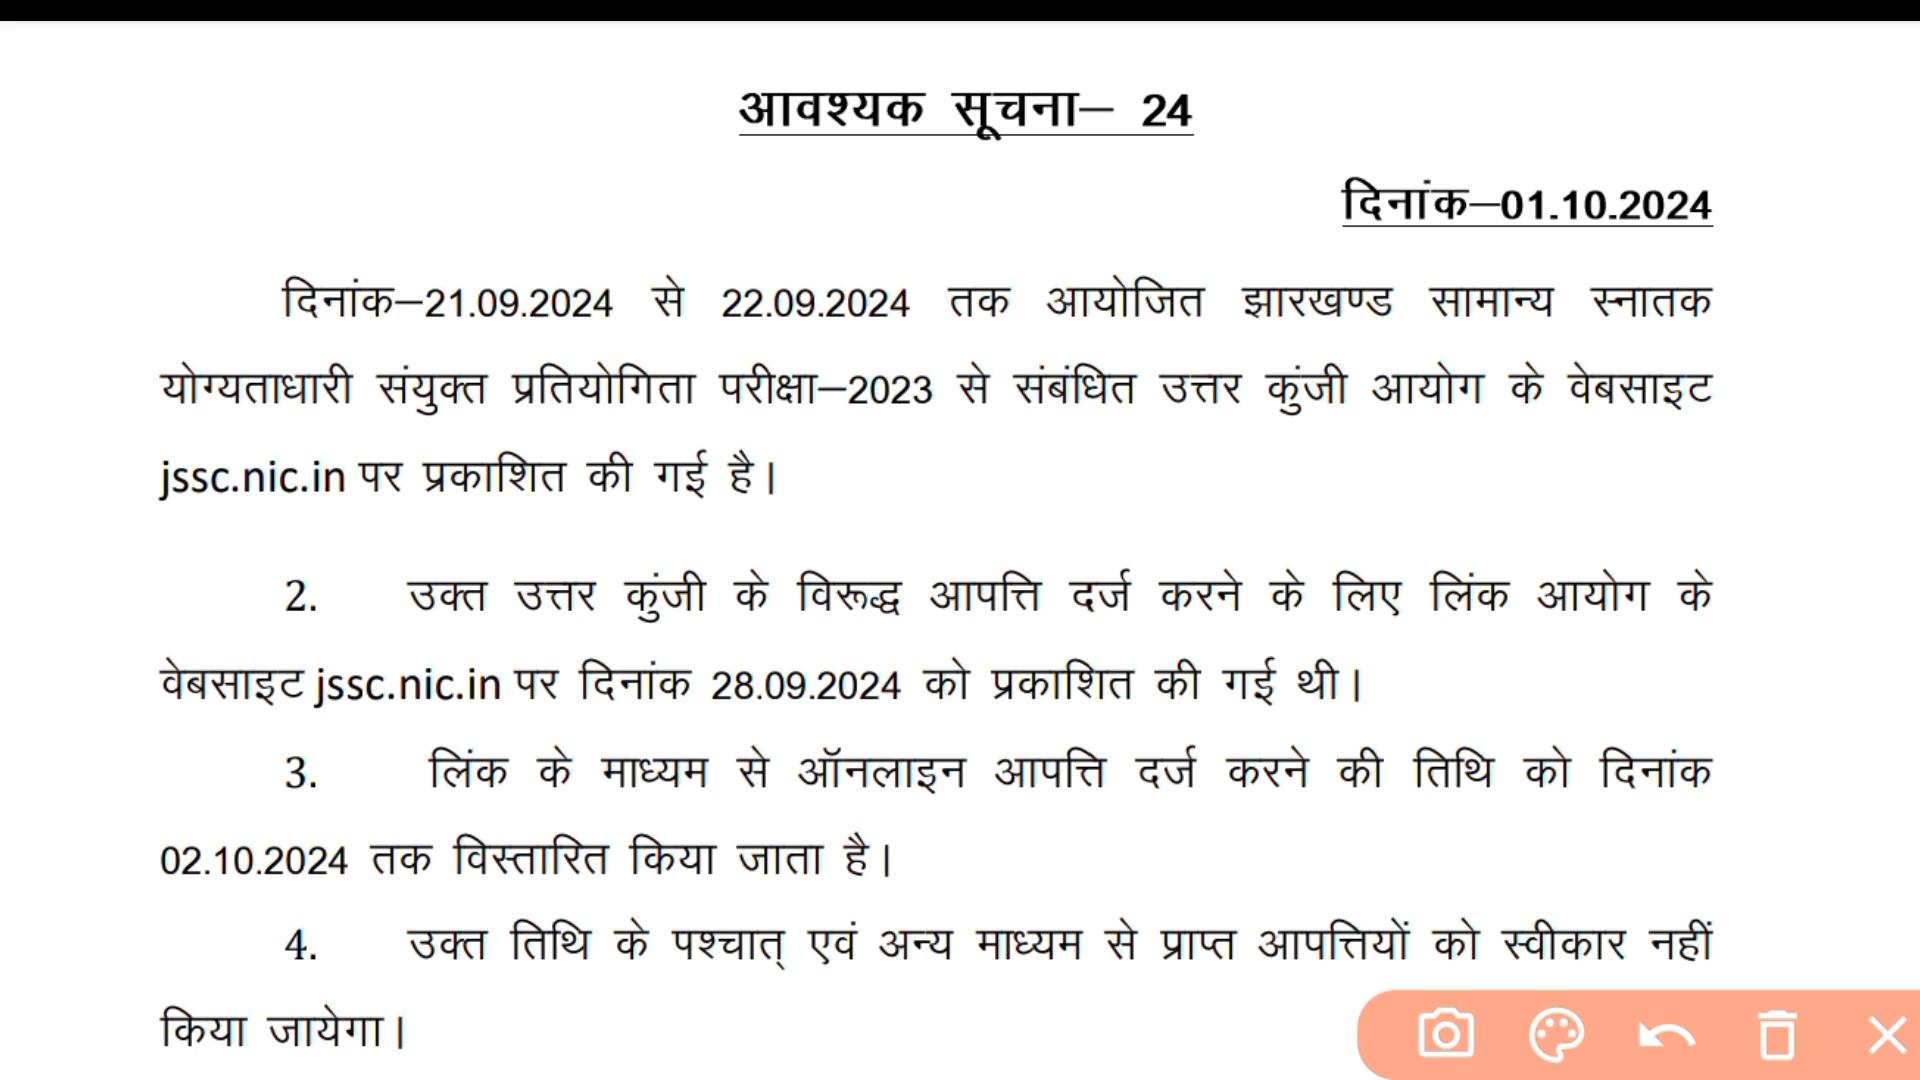 आवश्यक सूचना– 24
दिनांक–01.10.2024
दिनांक–21.09.2024 से 22.09.2024 तक आयोजित झारखण्ड सामान्य स्नातक
योग्यताधारी संयुक्त प्रतियोगिता परीक्षा–2023 से संबंधित उत्तर कुंजी आयोग के वेबसाइट
jssc.nic.in पर प्रकाशित की गई है।
2. उक्त उत्तर कुंजी के विरूद्ध आपत्ति दर्ज करने के लिए लिंक आयोग के
वेबसाइट jssc.nic.in पर दिनांक 28.09.2024 को प्रकाशित की गई थी।
3. लिंक के माध्यम से ऑनलाइन आपत्ति दर्ज करने की तिथि को दिनांक
02.10.2024 तक विस्तारित किया जाता है।
4. उक्त तिथि के पश्चात् एवं अन्य माध्यम से प्राप्त आपत्तियों को स्वीकार नहीं
किया जायेगा।